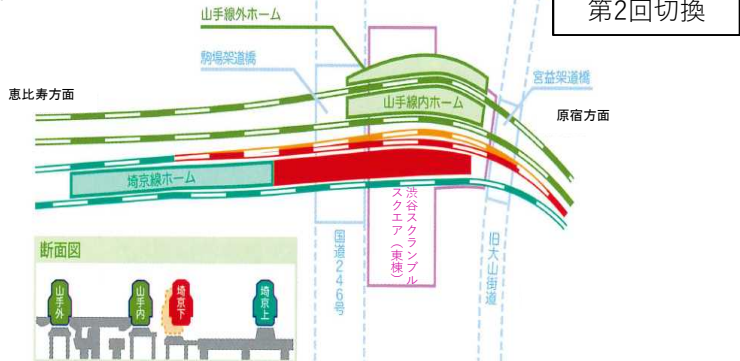 第2回切換
山手線外ホーム
駒場架道橋
宮益架道橋
恵比寿方面
山手線内ホーム
原宿方面
埼京線ホーム
渋谷スクランブル
スクエア（東棟）
国道246号
旧大山街道
断面図
山手外
山手内
埼京下
埼京上